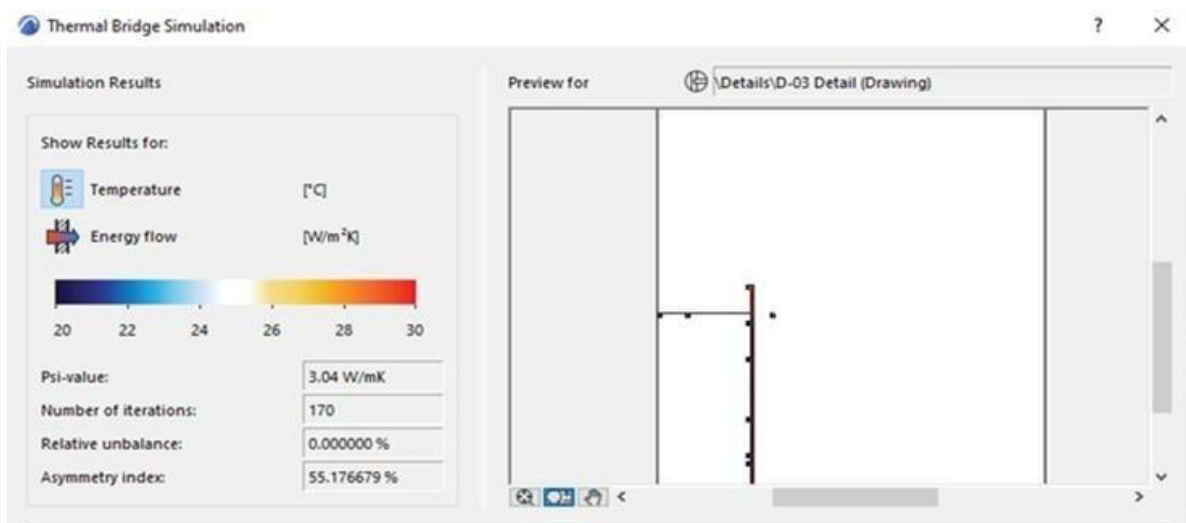 Thermal Bridge Simulation
?
Simulation Results
Preview for
\Details\D-03 Detail (Drawing)
Show Results for:
Temperature [°C]
Energy flow [W/m²K]
20 22 24 26 28 30
Psi-value: 3.04 W/mK
Number of iterations: 170
Relative unbalance: 0.000000 %
Asymmetry index: 55.176679 %